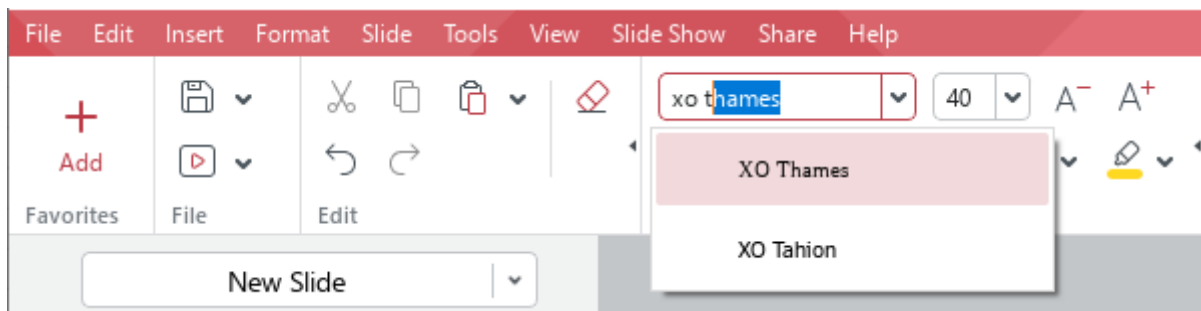 File Edit Insert Format Slide Tools View Slide Show Share Help
xo thames 40 A− A+
Add
XO Thames
Favorites File Edit
XO Tahion
New Slide